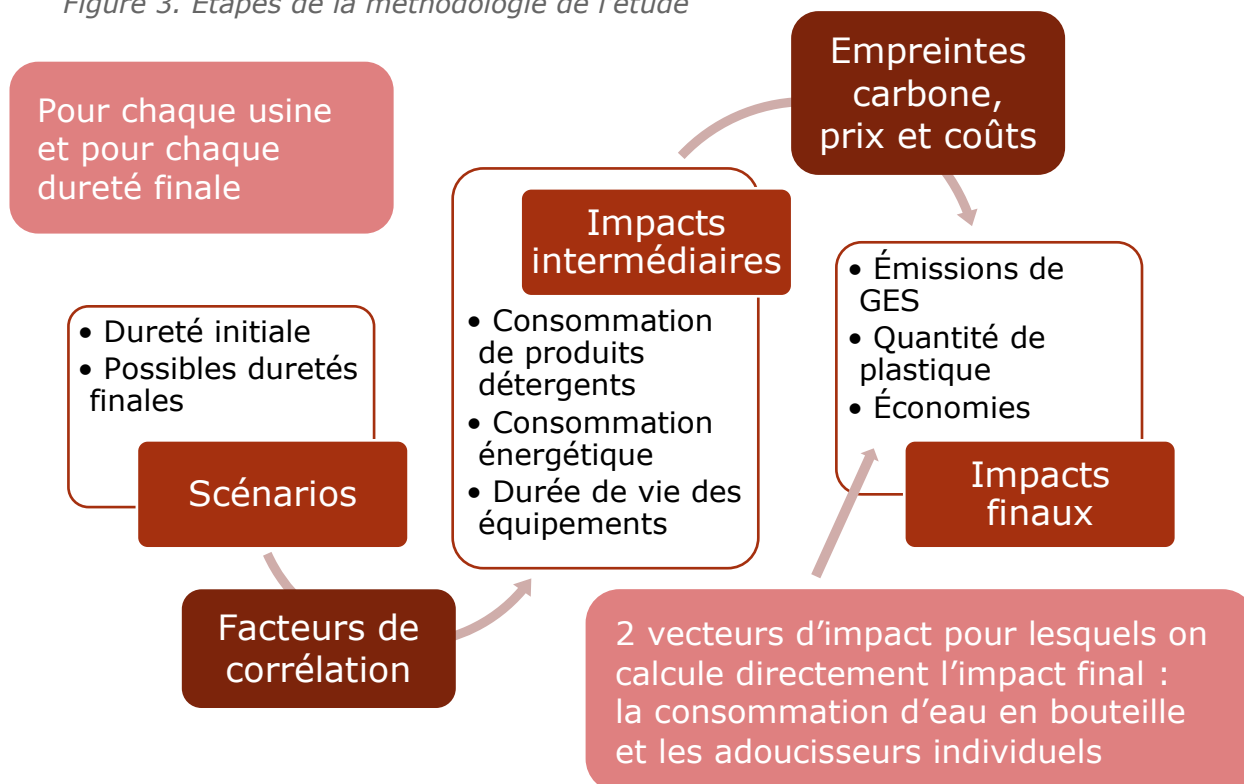 Figure 3. Étapes de la méthodologie de l'étude
Pour chaque usine
et pour chaque
dureté finale
• Dureté initiale
• Possibles duretés
finales
Scénarios
Facteurs de
corrélation
Impacts
intermédiaires
• Consommation
de produits
détergents
• Consommation
énergétique
• Durée de vie des
équipements
Empreintes
carbone,
prix et coûts
• Émissions de
GES
• Quantité de
plastique
• Économies
Impacts
finaux
2 vecteurs d’impact pour lesquels on
calcule directement l’impact final :
la consommation d’eau en bouteille
et les adoucisseurs individuels